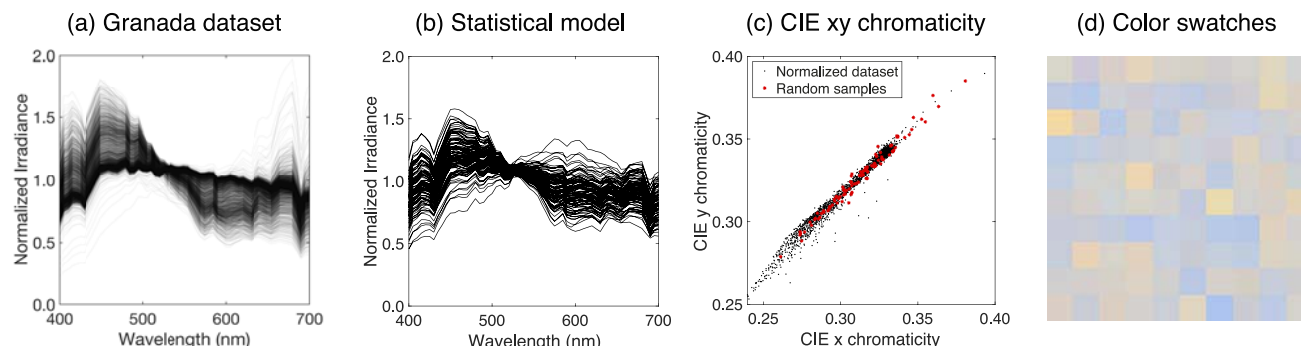 (a) Granada dataset
(b) Statistical model
(c) CIE xy chromaticity
(d) Color swatches
Normalized Irradiance
2.0
1.5
1.0
0.5
0.0
400
500
600
700
Wavelength (nm)
Normalized Irradiance
2.0
1.5
1.0
0.5
0.0
400
500
600
700
Wavelength (nm)
CIE y chromaticity
0.40
0.35
0.30
0.25
Normalized dataset
Random samples
0.25
0.30
0.35
0.40
CIE x chromaticity